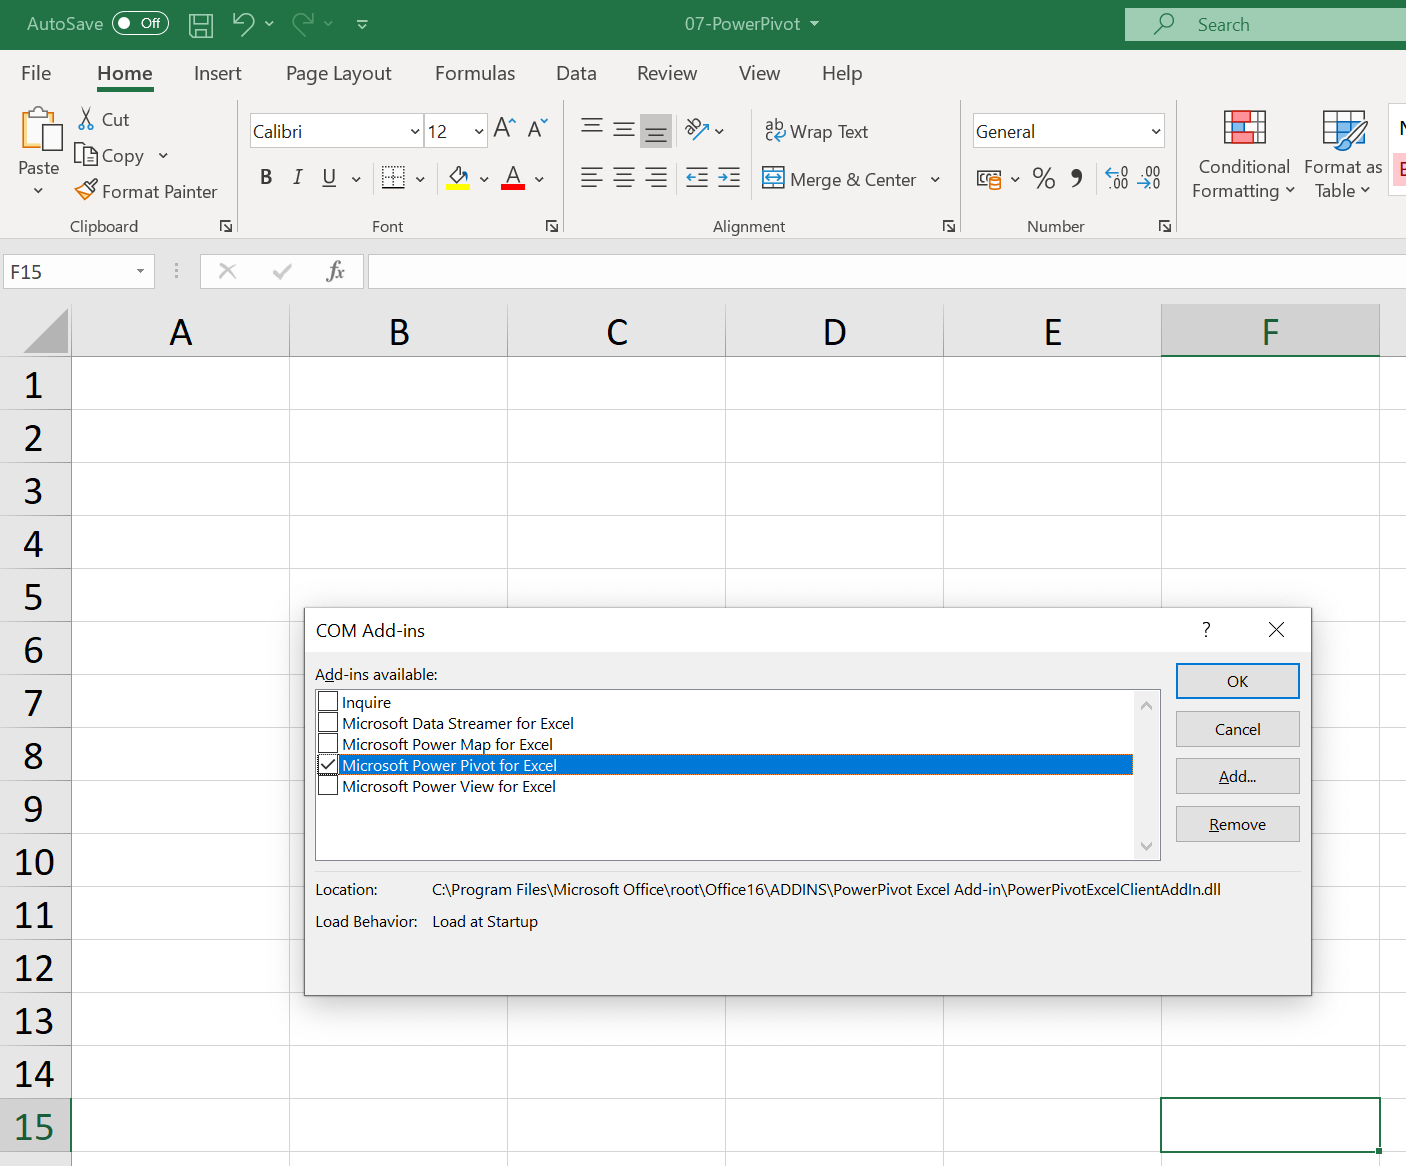 AutoSave Off 07-PowerPivot Search
File Home Insert Page Layout Formulas Data Review View Help
Paste
Cut
Copy
Format Painter
Clipboard
Calibri 12
B I U A
Font
Wrap Text
Merge & Center
Alignment
General
% 
Number
Conditional Formatting
Format as Table
F15 fx
A B C D E F
1
2
3
4
5
6
7
8
9
10
11
12
13
14
15
COM Add-ins ?
Add-ins available:
Inquire
Microsoft Data Streamer for Excel
Microsoft Power Map for Excel
Microsoft Power Pivot for Excel
Microsoft Power View for Excel
OK
Cancel
Add...
Remove
Location: C:\Program Files\Microsoft Office\root\Office16\ADDINS\PowerPivot Excel Add-in\PowerPivotExcelClientAddIn.dll
Load Behavior: Load at Startup